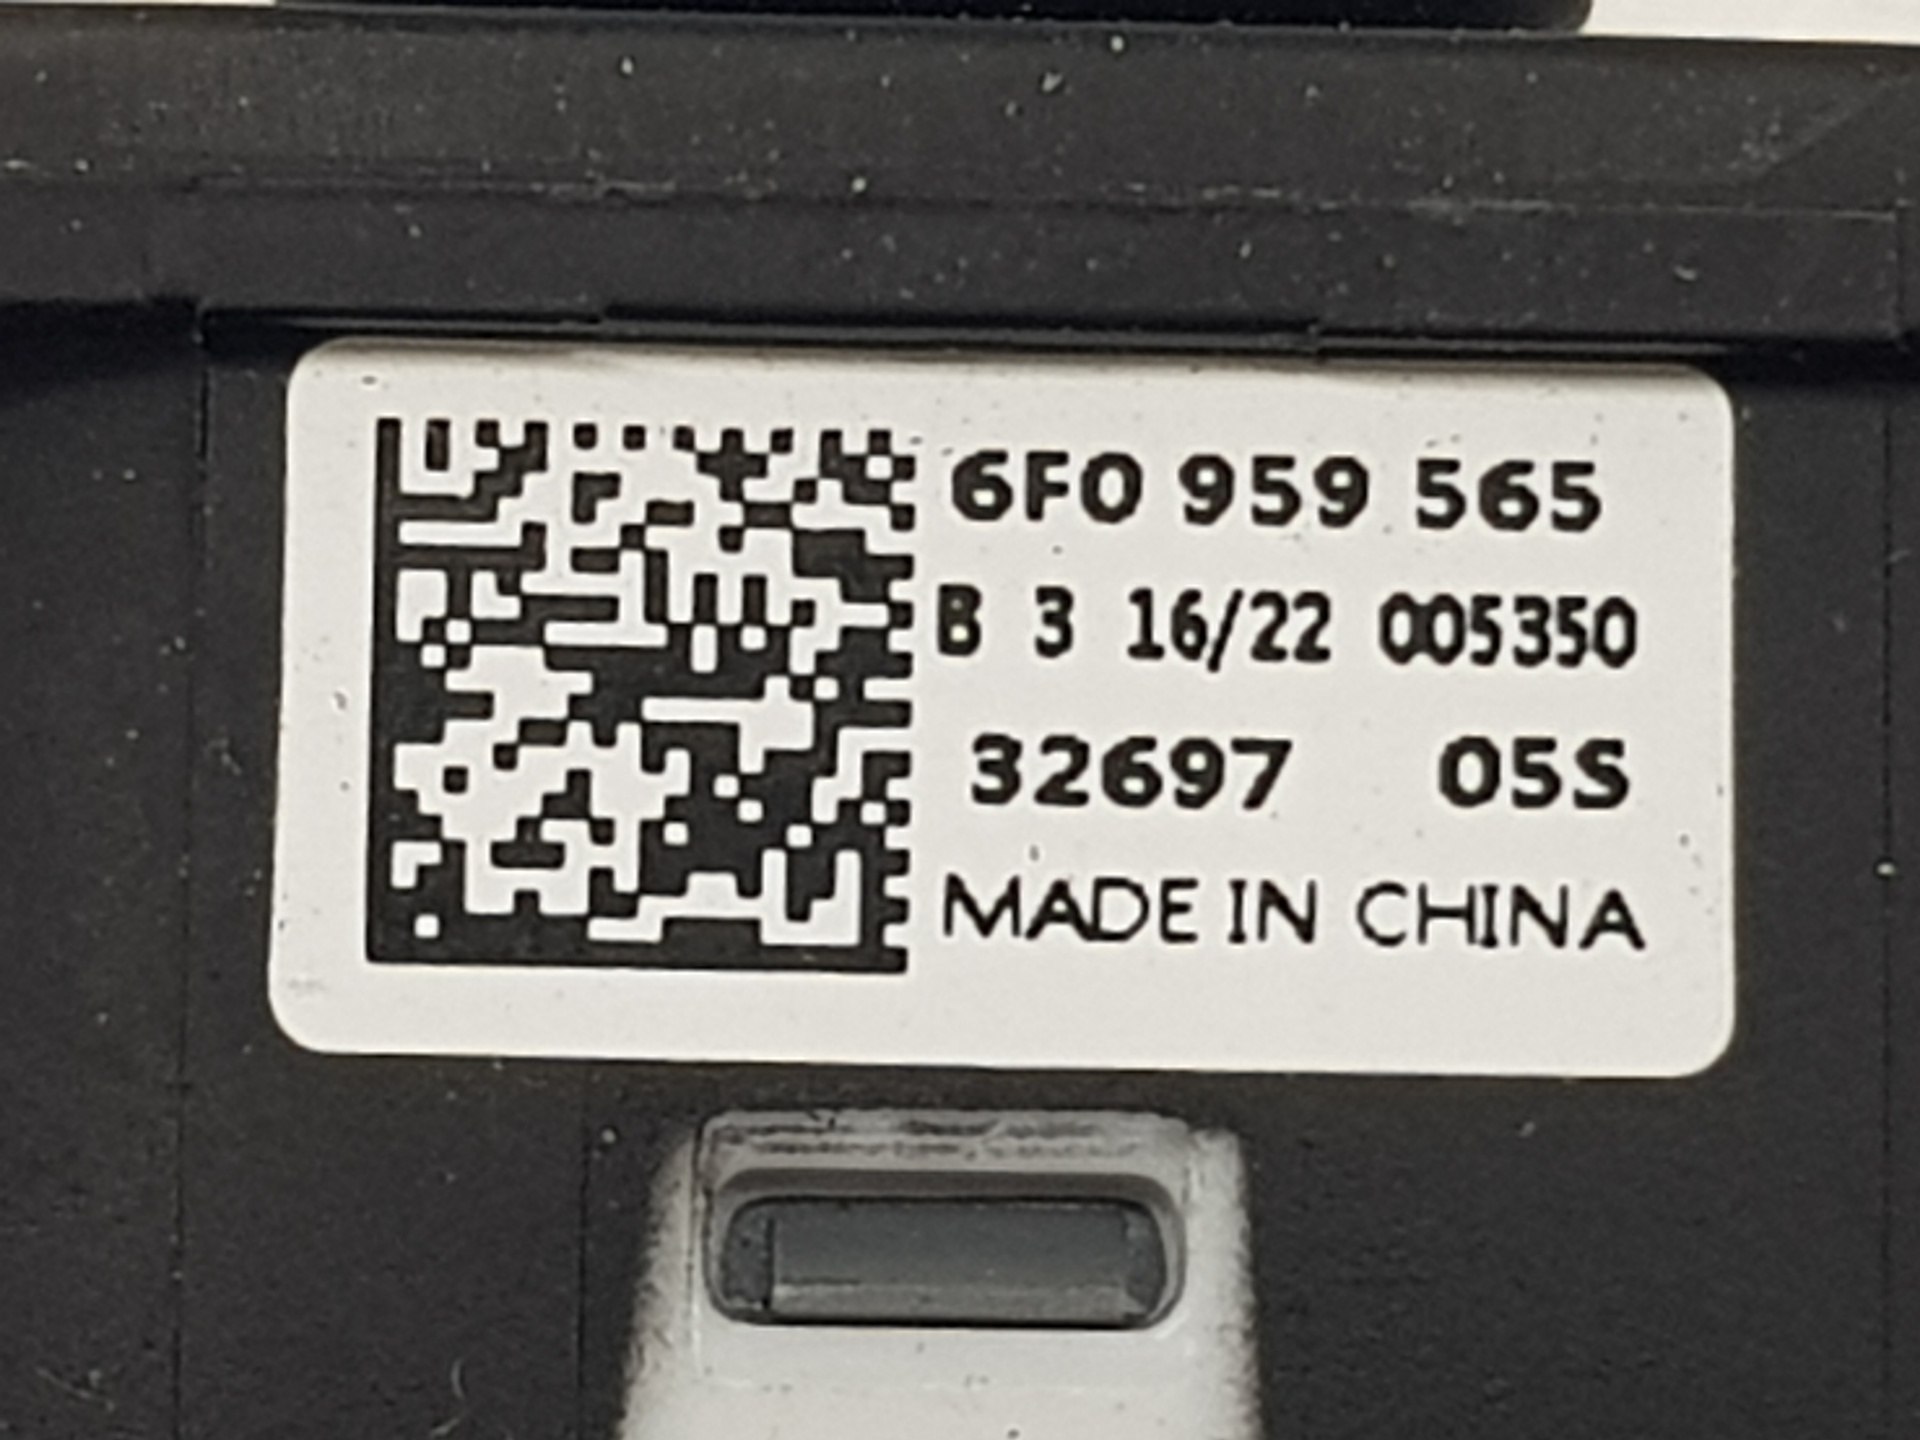 6F0 959 565
B 3 16/22 005350
32697 05S
MADE IN CHINA